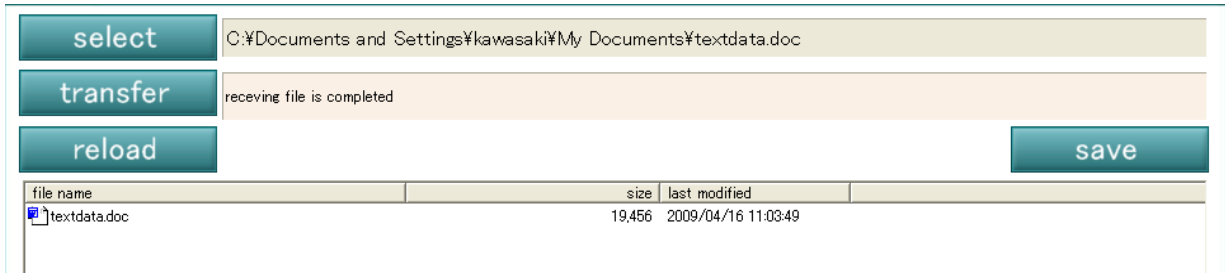 select C:¥Documents and Settings¥kawasaki¥My Documents¥textdata.doc
transfer receving file is completed
reload save
file name size last modified
textdata.doc 19,456 2009/04/16 11:03:49